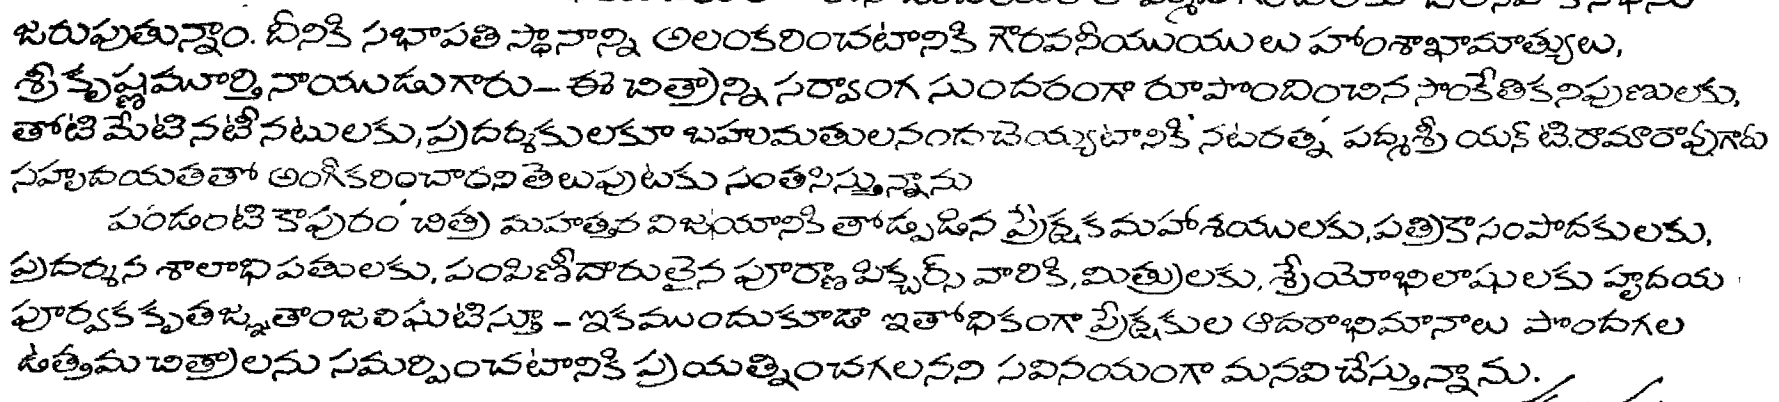 జరుపుతున్నాం. దీనికి సభాపతి స్థానాన్ని అలంకరించటానికి గౌరవనీయుయులు హోంశాఖామాత్యులు,
శ్రీ కృష్ణమూర్తి నాయుడుగారు – ఈ చిత్రాన్ని సర్వాంగ సుందరంగా రూపొందించిన సాంకేతికనిపుణులకు,
తోటి మేటి నటీనటులకు, ప్రదర్శకులకూ బహుమతులనందచెయ్యటానికి 'నటరత్న' పద్మశ్రీ యన్ టి.రామారావుగారు
సహృదయతతో అంగీకరించారని తెలుపుటకు సంతసిస్తున్నాను
పండంటి కాపురం' చిత్ర మహత్తర విజయానికి తోడ్పడిన ప్రేక్షకమహాశయులకు, పత్రికాసంపాదకులకు,
ప్రదర్శన శాలాధిపతులకు, పంపిణీదారులైన పూర్ణా పిక్చర్స్ వారికి, మిత్రులకు, శ్రేయోభిలాషులకు హృదయ
పూర్వకకృతజ్ఞతాంజలిఘటిస్తూ – ఇకముందుకూడా ఇతోధికంగా ప్రేక్షకుల ఆదరాభిమానాలు పొందగల
ఉత్తమ చిత్రాలను సమర్పించటానికి ప్రయత్నించగలనని సవినయంగా మనవిచేస్తున్నాను.